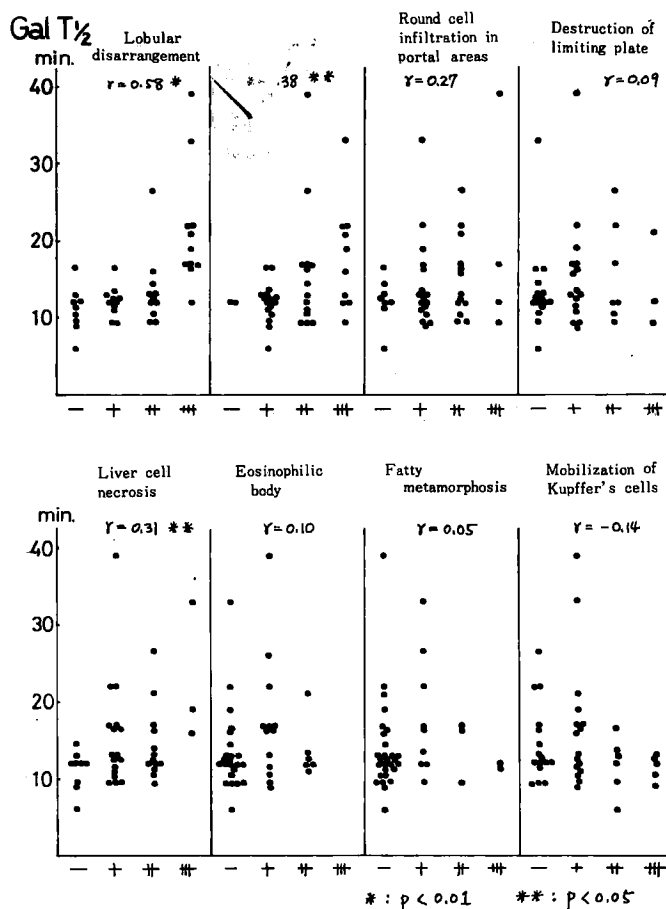 Gal T½
min.
Lobular
disarrangement
Round cell
infiltration in
portal areas
Destruction of
limiting plate
γ=0.58 *
.38 **
γ=0.27
γ=0.09
40
30
20
10
− + ++ +++
− + ++ +++
− + ++ +++
− + ++ +++
Liver cell
necrosis
Eosinophilic
body
Fatty
metamorphosis
Mobilization of
Kupffer's cells
min.
γ=0.31 **
γ=0.10
γ=0.05
γ=−0.14
40
30
20
10
− + ++ +++
− + ++ +++
− + ++ +++
− + ++ +++
* : p < 0.01 ** : p < 0.05